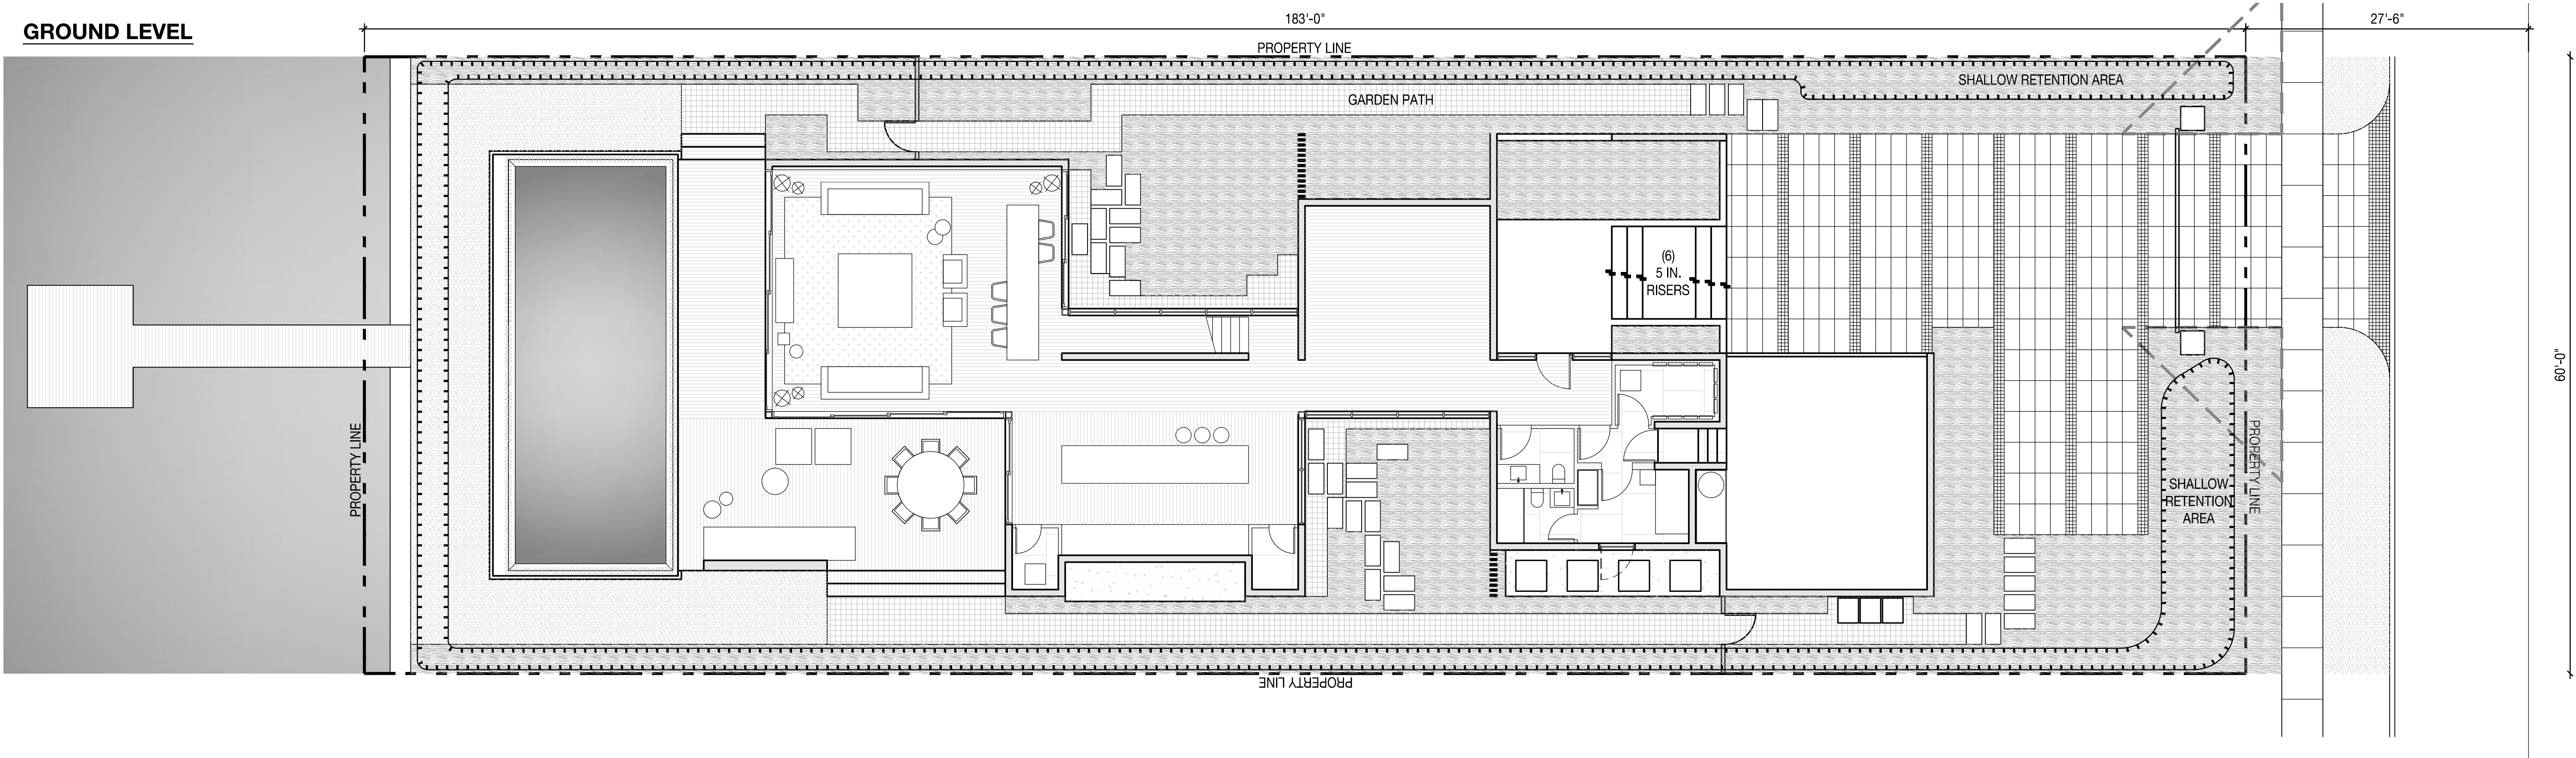 GROUND LEVEL
183'-0"
27'-6"
PROPERTY LINE
SHALLOW RETENTION AREA
GARDEN PATH
(6)
5 IN.
RISERS
60'-0"
PROPERTY LINE
PROPERTY LINE
SHALLOW
RETENTION
AREA
PROPERTY LINE